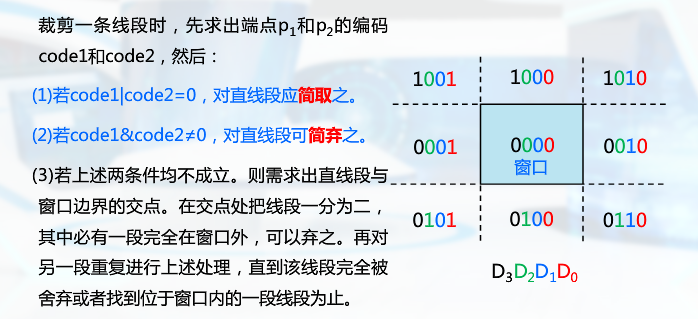 裁剪一条线段时，先求出端点p₁和p₂的编码
code1和code2，然后：
(1)若code1|code2=0，对直线段应简取之。
(2)若code1&code2≠0，对直线段可简弃之。
(3)若上述两条件均不成立。则需求出直线段与
窗口边界的交点。在交点处把线段一分为二，
其中必有一段完全在窗口外，可以弃之。再对
另一段重复进行上述处理，直到该线段完全被
舍弃或者找到位于窗口内的一段线段为止。
1001 1000 1010
0001 0000 0010
窗口
0101 0100 0110
D₃D₂D₁D₀